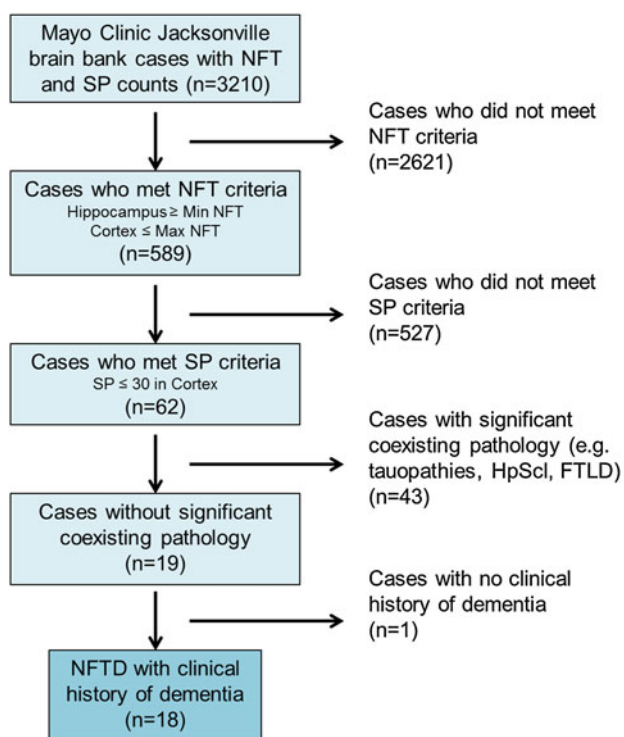 Mayo Clinic Jacksonville
brain bank cases with NFT
and SP counts (n=3210)
Cases who did not meet
NFT criteria
(n=2621)
Cases who met NFT criteria
Hippocampus ≥ Min NFT
Cortex ≤ Max NFT
(n=589)
Cases who did not meet
SP criteria
(n=527)
Cases who met SP criteria
SP ≤ 30 in Cortex
(n=62)
Cases with significant
coexisting pathology (e.g.
tauopathies, HpScl, FTLD)
(n=43)
Cases without significant
coexisting pathology
(n=19)
Cases with no clinical
history of dementia
(n=1)
NFTD with clinical
history of dementia
(n=18)